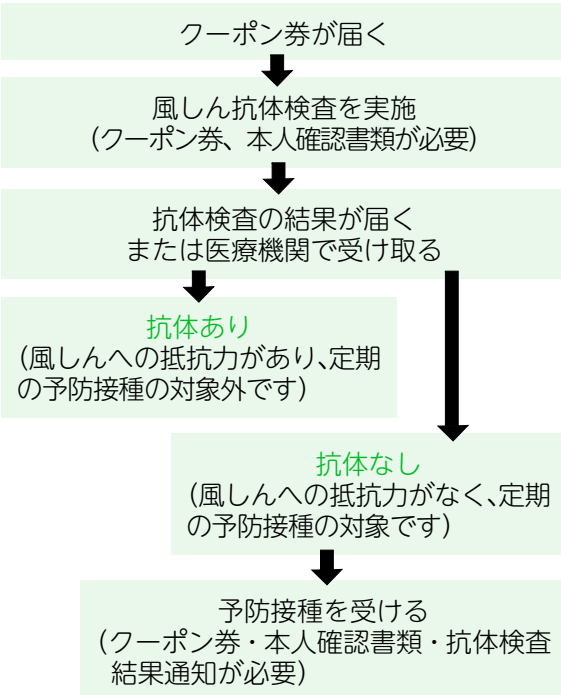 クーポン券が届く
風しん抗体検査を実施
（クーポン券、本人確認書類が必要）
抗体検査の結果が届く
または医療機関で受け取る
抗体あり
（風しんへの抵抗力があり、定期
の予防接種の対象外です）
抗体なし
（風しんへの抵抗力がなく、定期
の予防接種の対象です）
予防接種を受ける
（クーポン券・本人確認書類・抗体検査
結果通知が必要）